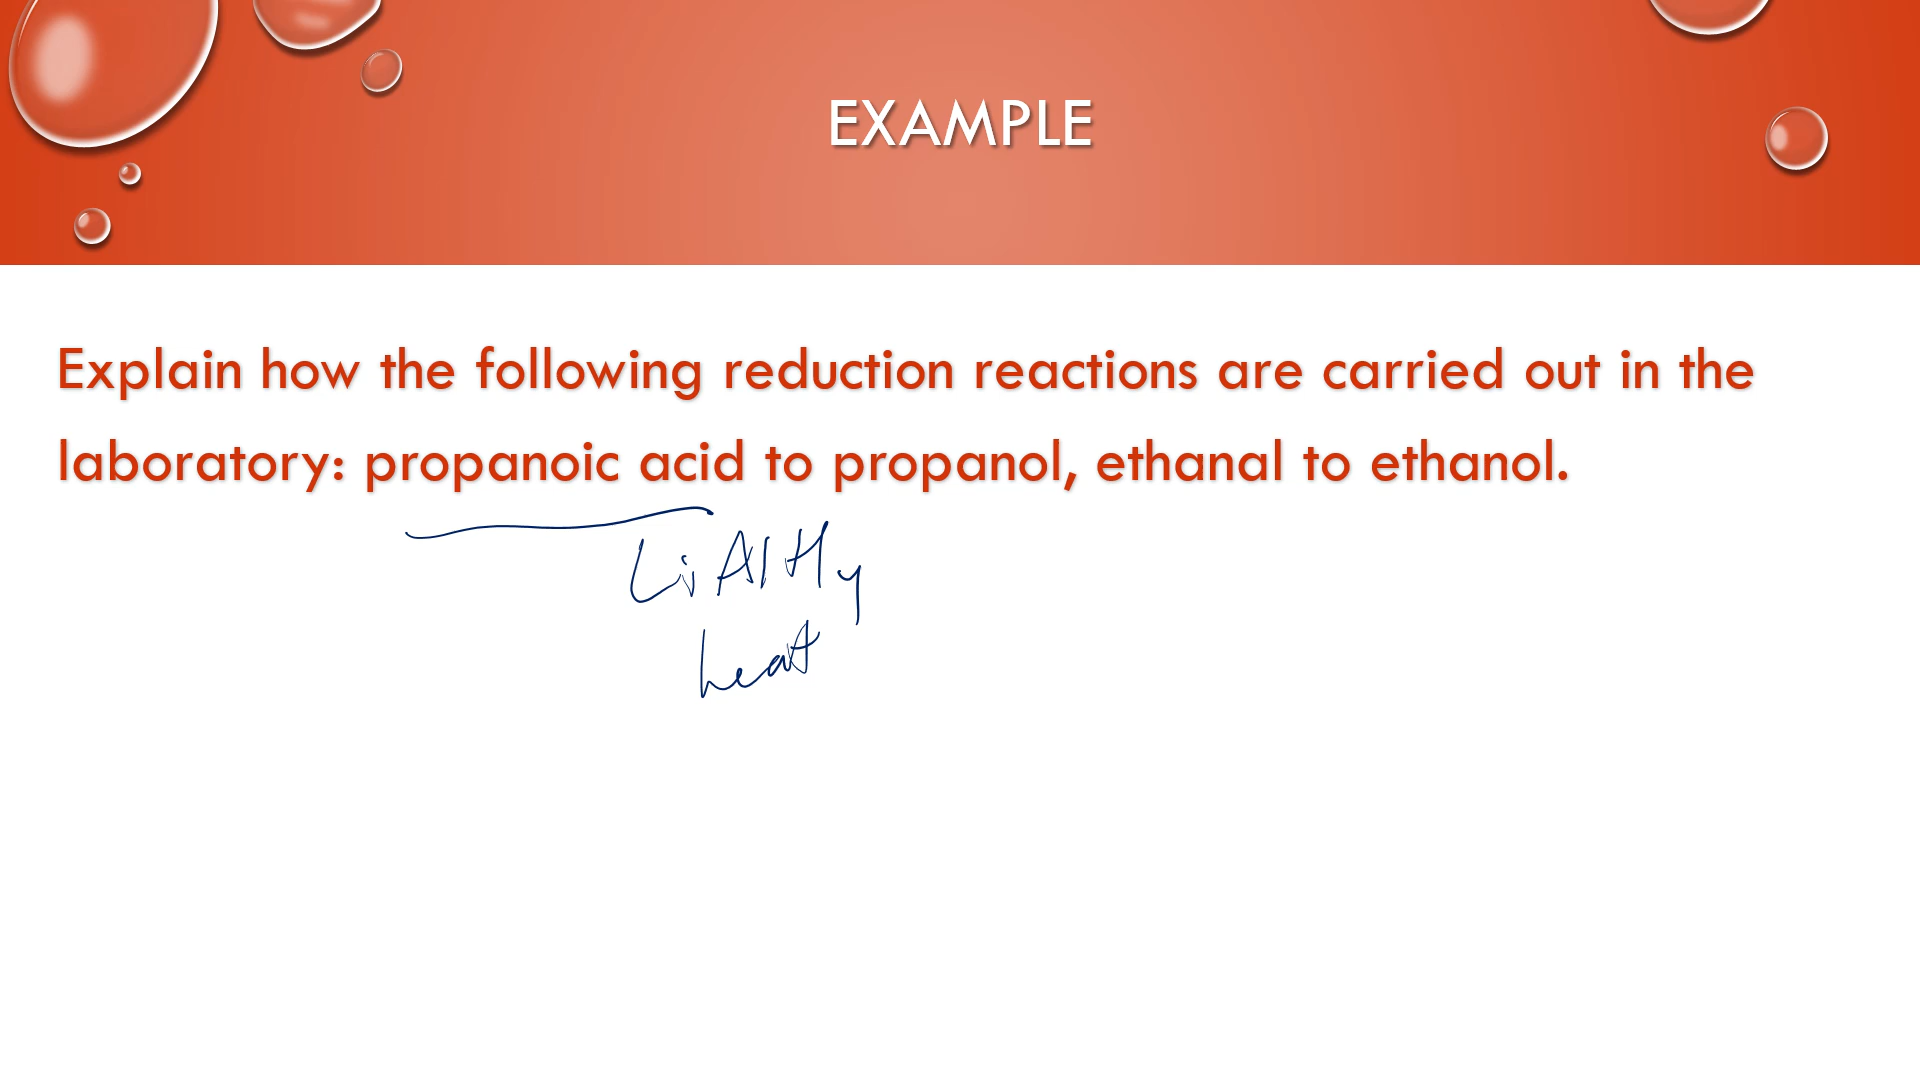 EXAMPLE
Explain how the following reduction reactions are carried out in the
laboratory: propanoic acid to propanol, ethanal to ethanol.
LiAlH4
heat